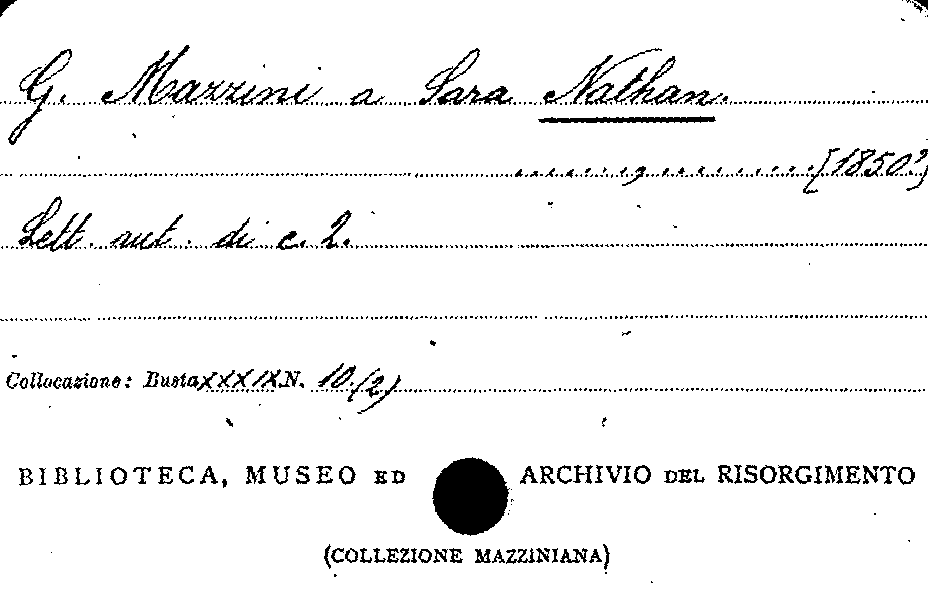 G. Mazzini a Sara Nathan.
[1850?]
Lett. aut. di c. 2.
Collocazione: Busta XXXIX N. 10 (2)
BIBLIOTECA, MUSEO ED ARCHIVIO DEL RISORGIMENTO
(COLLEZIONE MAZZINIANA)